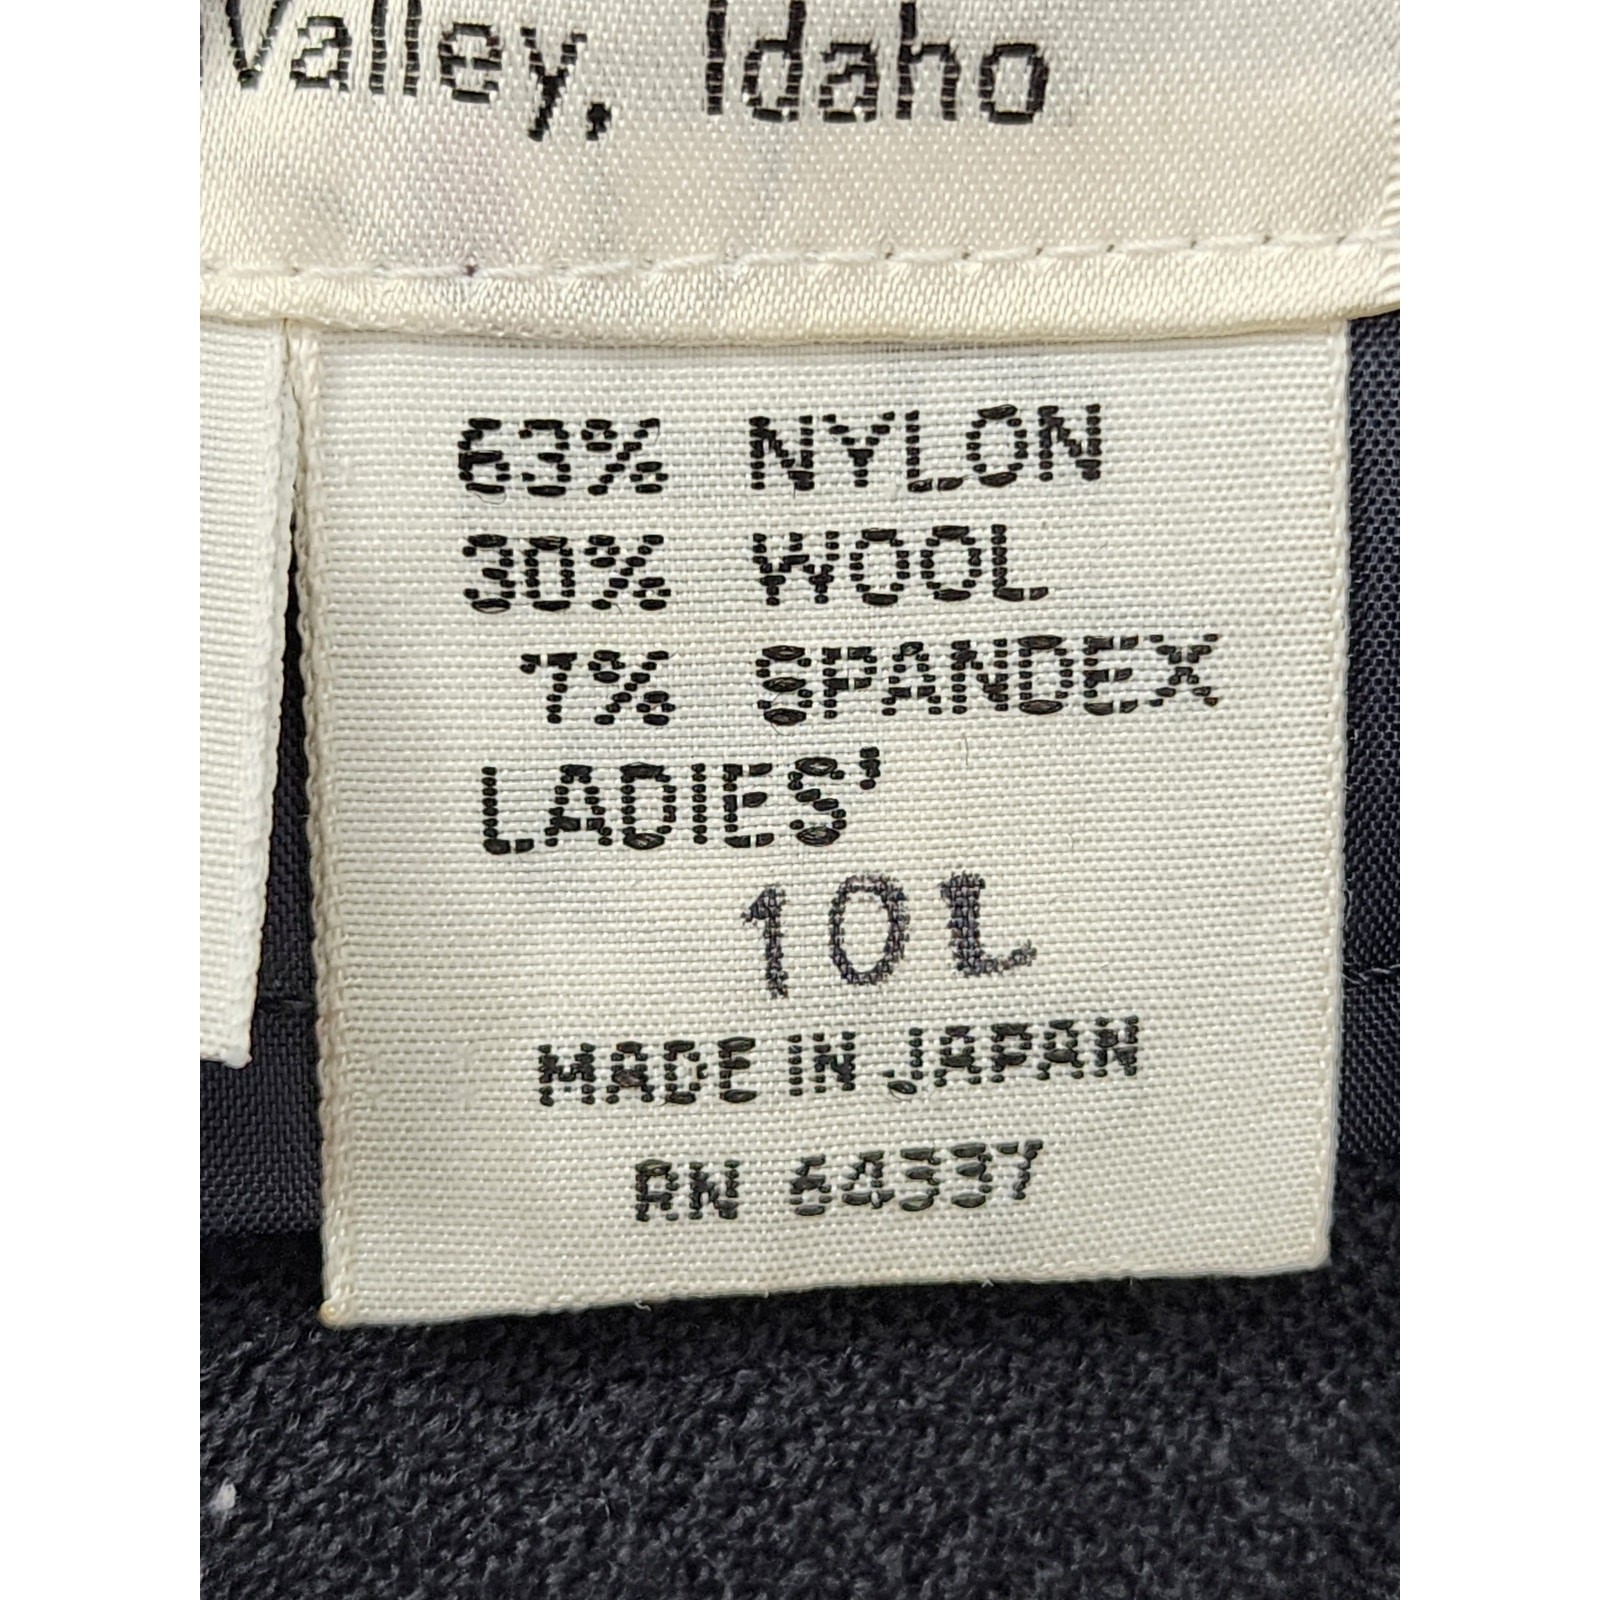 Valley, Idaho
63% NYLON
30% WOOL
7% SPANDEX
LADIES'
10L
MADE IN JAPAN
RN 64337